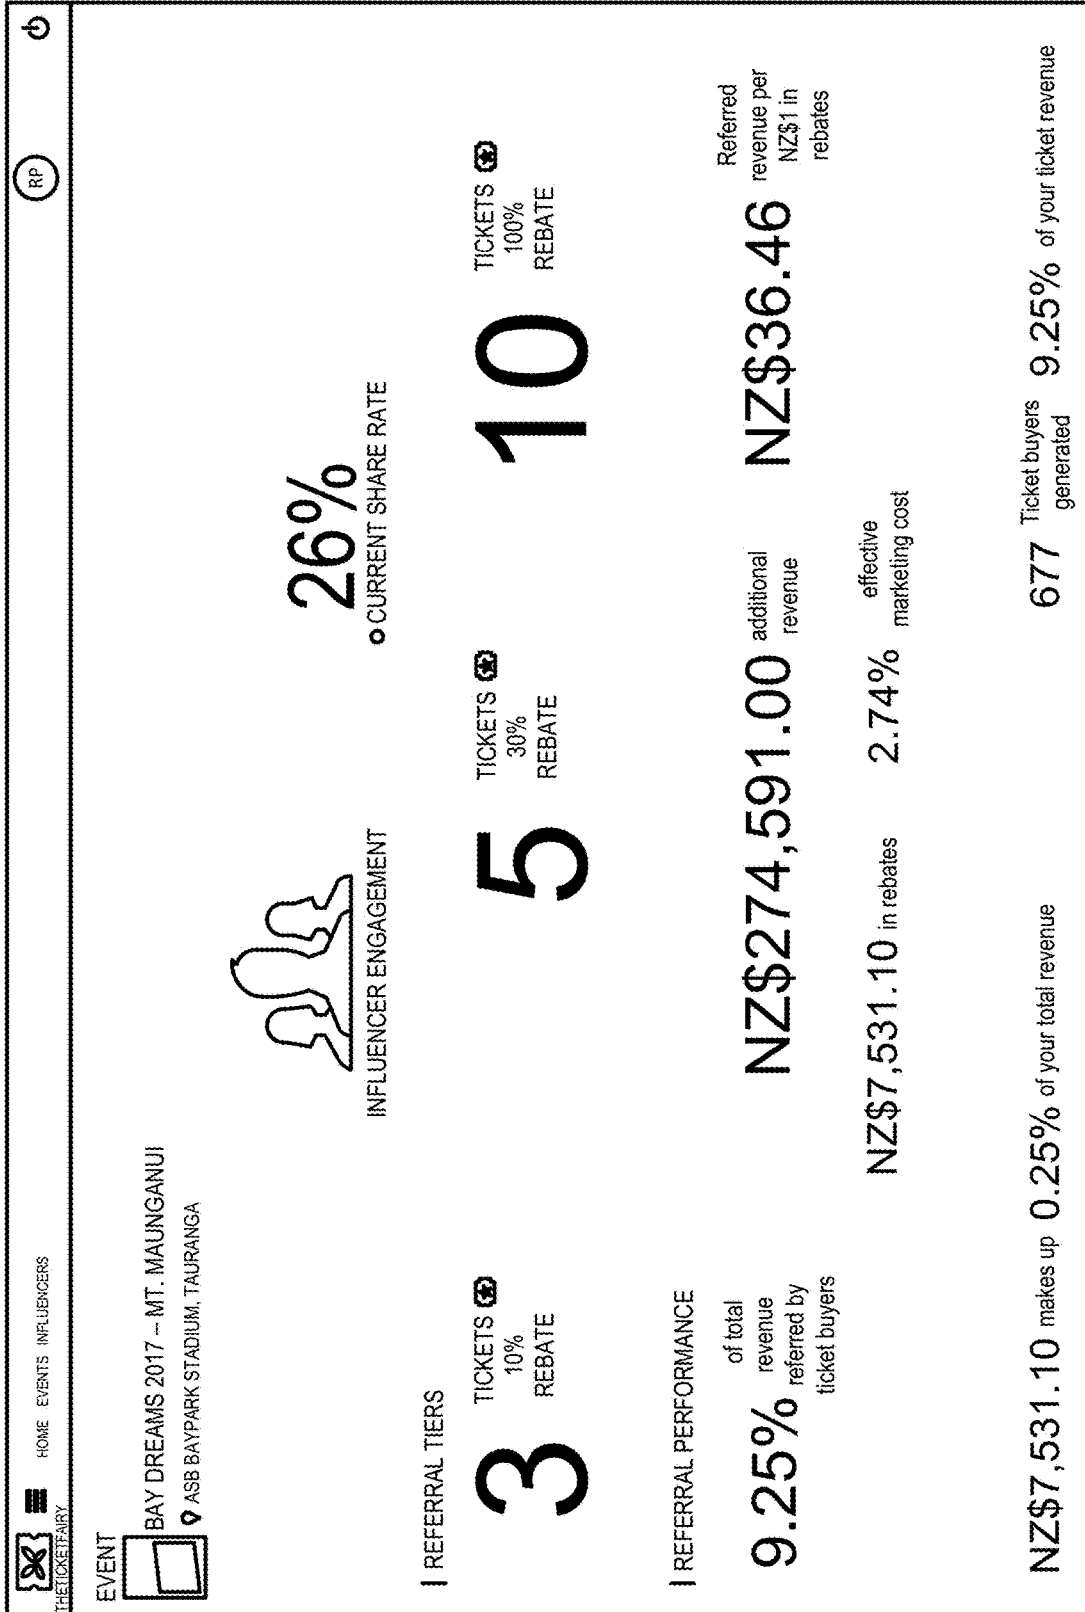 THETICKETFAIRY
HOME EVENTS INFLUENCERS
RP
EVENT
BAY DREAMS 2017 – MT. MAUNGANUI
ASB BAYPARK STADIUM, TAURANGA
INFLUENCER ENGAGEMENT
26%
CURRENT SHARE RATE
REFERRAL TIERS
3 TICKETS
10%
REBATE
5 TICKETS
30%
REBATE
10 TICKETS
100%
REBATE
REFERRAL PERFORMANCE
9.25% of total
revenue
referred by
ticket buyers
NZ$274,591.00 additional
revenue
NZ$36.46 Referred
revenue per
NZ$1 in
rebates
NZ$7,531.10 in rebates
2.74% effective
marketing cost
NZ$7,531.10 makes up 0.25% of your total revenue
677 Ticket buyers
generated
9.25% of your ticket revenue